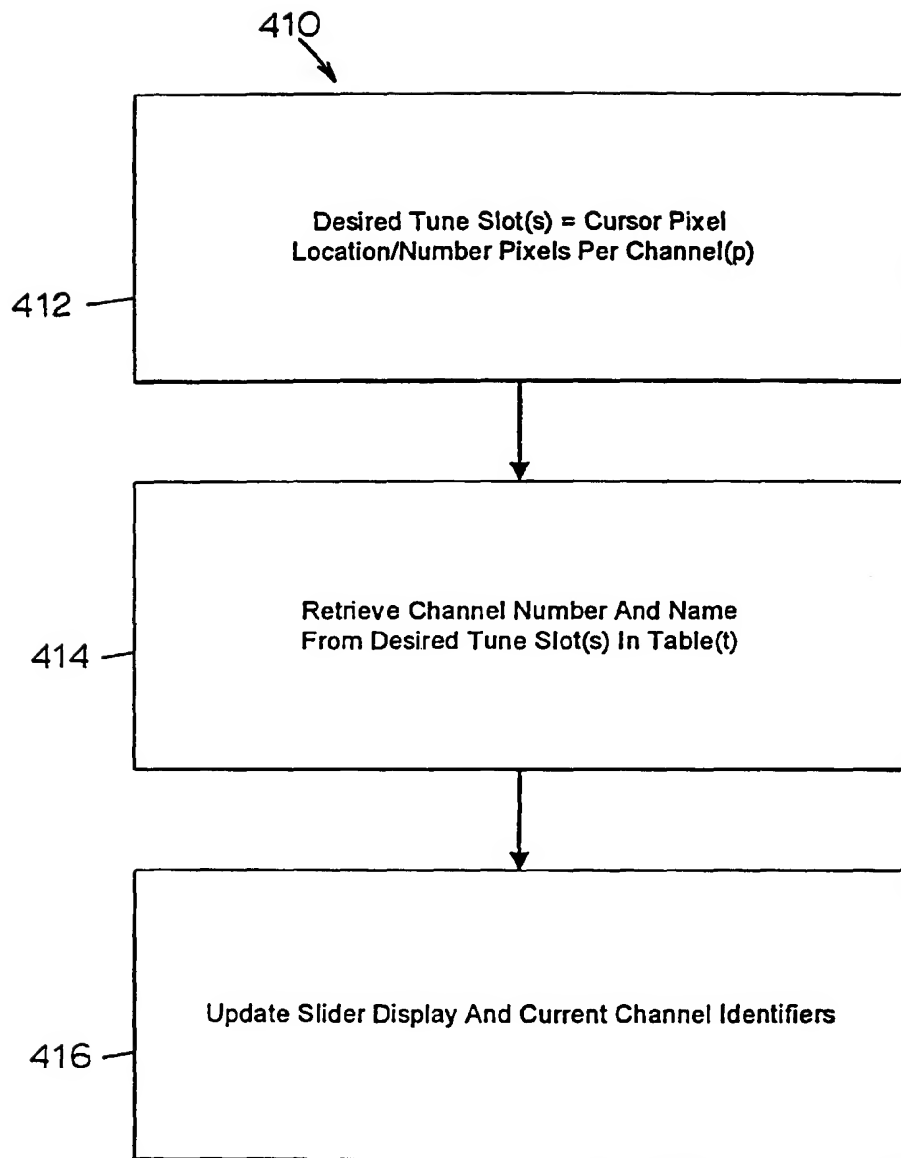 410
Desired Tune Slot(s) = Cursor Pixel
Location/Number Pixels Per Channel(p)
412
Retrieve Channel Number And Name
From Desired Tune Slot(s) In Table(t)
414
Update Slider Display And Current Channel Identifiers
416